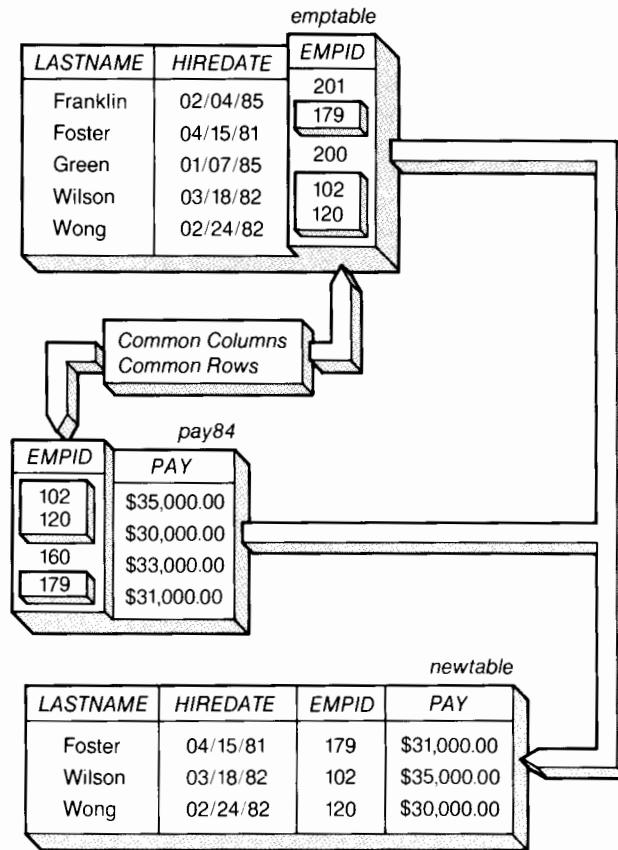 emptable
LASTNAME HIREDATE EMPID
Franklin 02/04/85 201
Foster 04/15/81 179
Green 01/07/85 200
Wilson 03/18/82 102
Wong 02/24/82 120
Common Columns
Common Rows
pay84
EMPID PAY
102 $35,000.00
120 $30,000.00
160 $33,000.00
179 $31,000.00
newtable
LASTNAME HIREDATE EMPID PAY
Foster 04/15/81 179 $31,000.00
Wilson 03/18/82 102 $35,000.00
Wong 02/24/82 120 $30,000.00